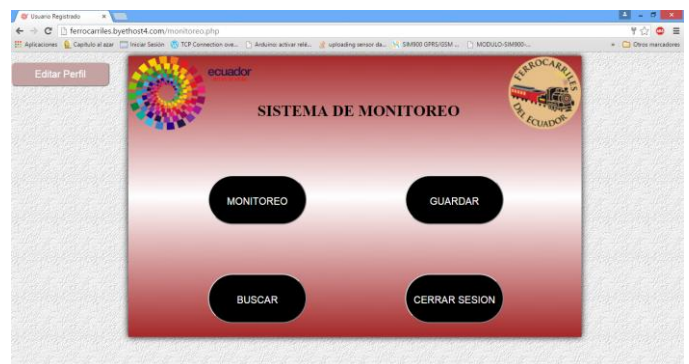 Usuario Registrado
ferrocarriles.byethost4.com/monitoreo.php
Aplicaciones Capítulo al azar Iniciar Sesión TCP Connection ove... Arduino: activar relé... uploading sensor da... SIM900 GPRS/GSM ... MODULO-SIM900-... Otros marcadores
Editar Perfil
ecuador
FERROCARRILES
DEL ECUADOR
SISTEMA DE MONITOREO
MONITOREO
GUARDAR
BUSCAR
CERRAR SESION